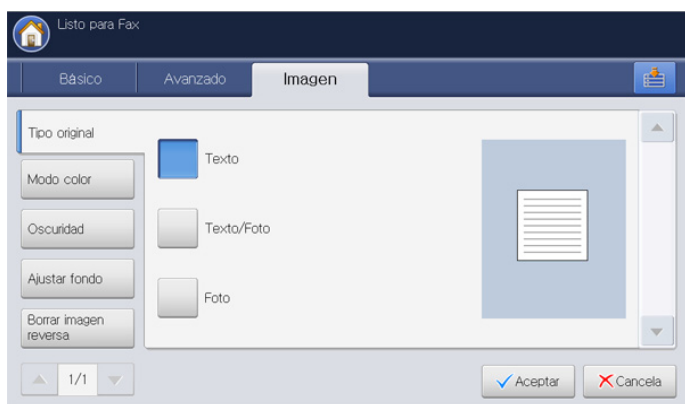 Listo para Fax
Básico
Avanzado
Imagen
Tipo original
Modo color
Oscuridad
Ajustar fondo
Borrar imagen
reversa
1/1
Texto
Texto/Foto
Foto
Aceptar
Cancela